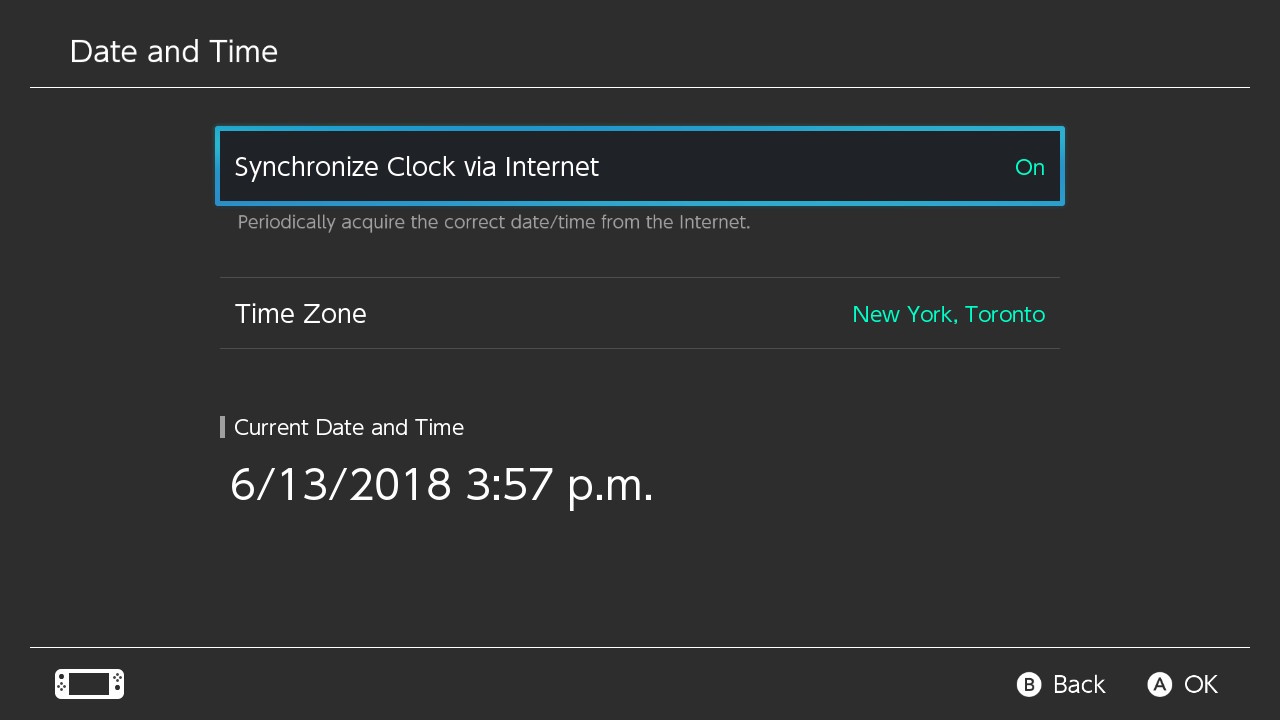 Date and Time
Synchronize Clock via Internet On
Periodically acquire the correct date/time from the Internet.
Time Zone New York, Toronto
Current Date and Time
6/13/2018 3:57 p.m.
B Back A OK